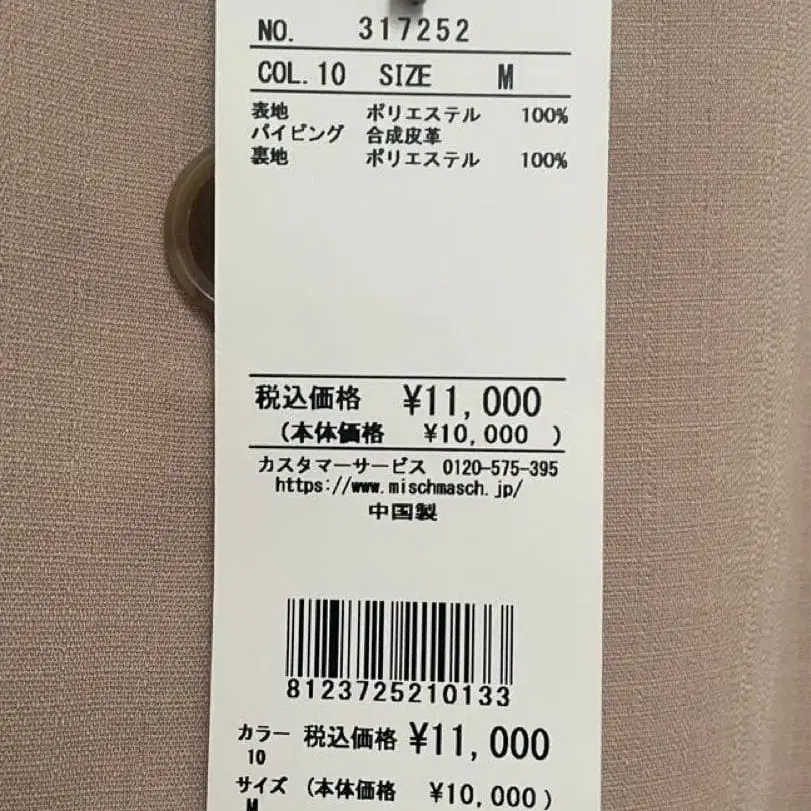 NO. 317252
COL.10 SIZE M
表地 ポリエステル 100%
パイピング 合成皮革
裏地 ポリエステル 100%
税込価格 ¥11,000
(本体価格 ¥10,000 )
カスタマーサービス 0120-575-395
https://www.mischmasch.jp/
中国製
8123725210133
カラー 税込価格 ¥11,000
10
サイズ (本体価格 ¥10,000)
M